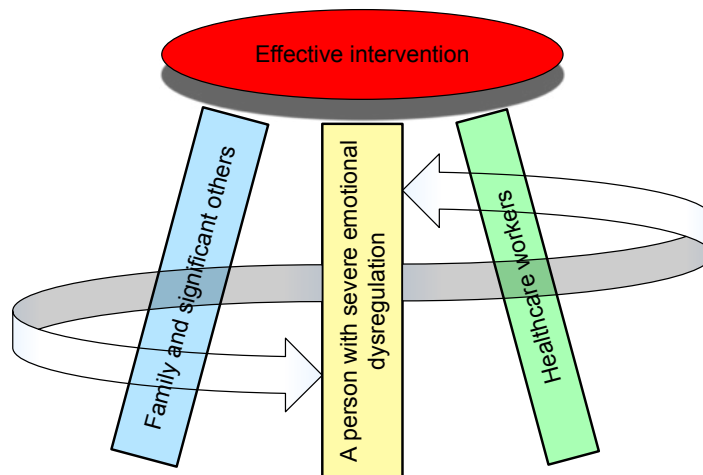 Effective intervention
Family and significant others
A person with severe emotional
dysregulation
Healthcare workers